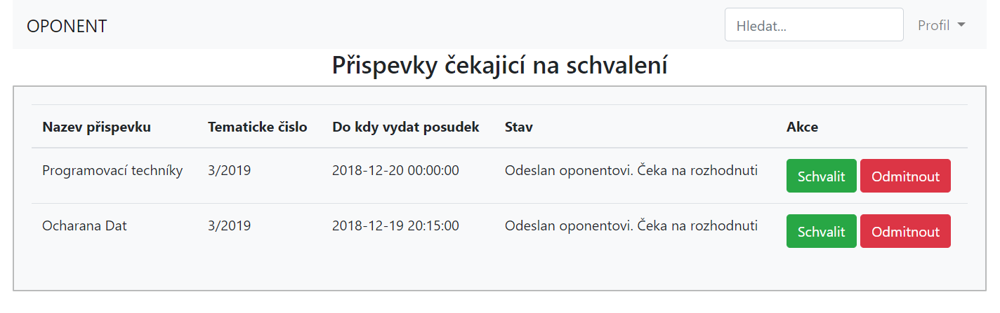 OPONENT Hledat... Profil
Přispevky čekajicí na schvalení
Nazev přispevku Tematicke čislo Do kdy vydat posudek Stav Akce
Programovací techníky 3/2019 2018-12-20 00:00:00 Odeslan oponentovi. Čeka na rozhodnuti Schvalit Odmitnout
Ocharana Dat 3/2019 2018-12-19 20:15:00 Odeslan oponentovi. Čeka na rozhodnuti Schvalit Odmitnout